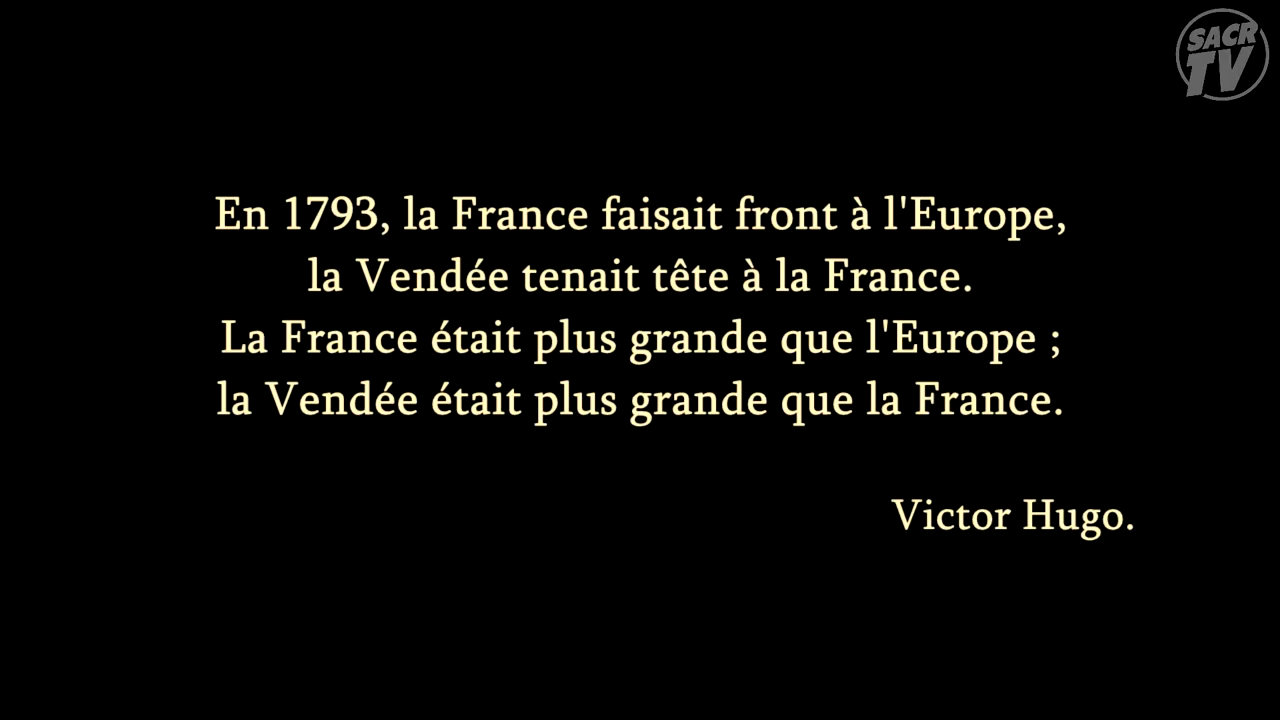 SACR
TV
En 1793, la France faisait front à l'Europe,
la Vendée tenait tête à la France.
La France était plus grande que l'Europe ;
la Vendée était plus grande que la France.
Victor Hugo.